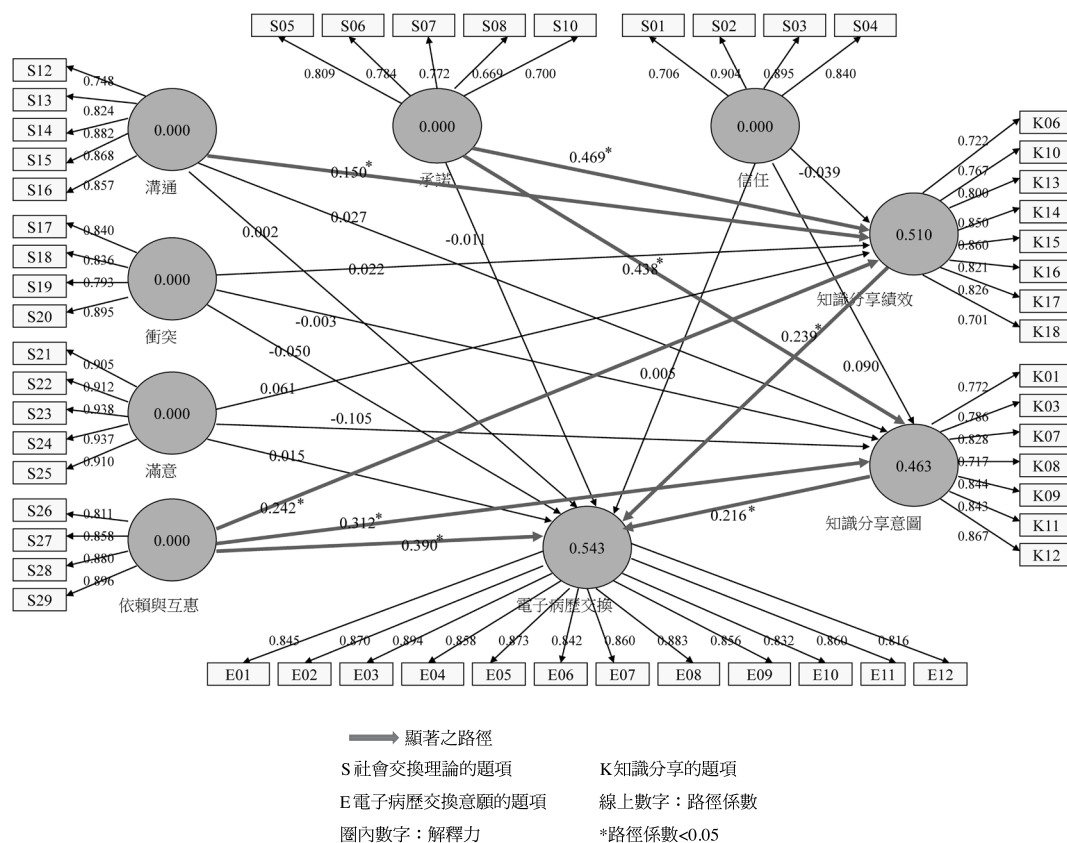 S05 S06 S07 S08 S10 S01 S02 S03 S04
0.809 0.784 0.772 0.669 0.700 0.706 0.904 0.895 0.840
S12
0.748
S13
0.824
S14
0.882
S15
0.868
S16
0.857
0.000
溝通
0.000
承諾
0.000
信任
0.150*
0.469*
-0.039
0.027
0.002
-0.011
0.022
0.438*
S17
0.840
S18
0.836
S19
0.793
S20
0.895
0.000
衝突
-0.003
-0.050
S21
0.905
S22
0.912
S23
0.938
S24
0.937
S25
0.910
0.000
滿意
0.061
-0.105
0.015
S26
0.811
S27
0.858
S28
0.880
S29
0.896
0.000
依賴與互惠
0.242*
0.312*
0.390*
0.239*
0.005
0.090
0.216*
0.510
知識分享績效
K06
0.722
K10
0.767
K13
0.800
K14
0.850
K15
0.860
K16
0.821
K17
0.826
K18
0.701
0.463
知識分享意圖
K01
0.772
K03
0.786
K07
0.828
K08
0.717
K09
0.844
K11
0.843
K12
0.867
0.543
電子病歷交換
0.845 0.870 0.894 0.858 0.873 0.842 0.860 0.883 0.856 0.832 0.860 0.816
E01 E02 E03 E04 E05 E06 E07 E08 E09 E10 E11 E12
顯著之路徑
S社會交換理論的題項 K知識分享的題項
E電子病歷交換意願的題項 線上數字：路徑係數
圈內數字：解釋力 *路徑係數<0.05